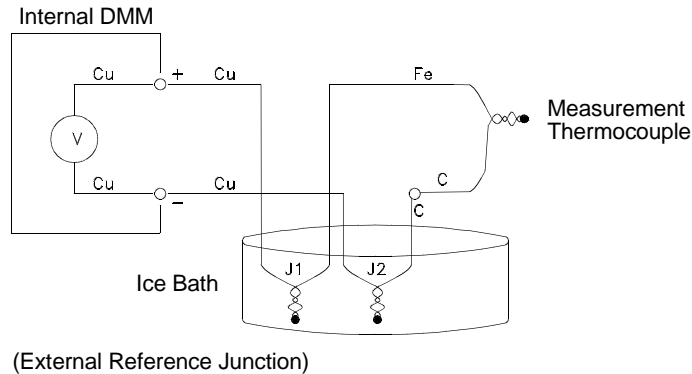 Internal DMM
Cu + Cu Fe
Measurement
Thermocouple
V
Cu − Cu C
C
J1 J2
Ice Bath
(External Reference Junction)